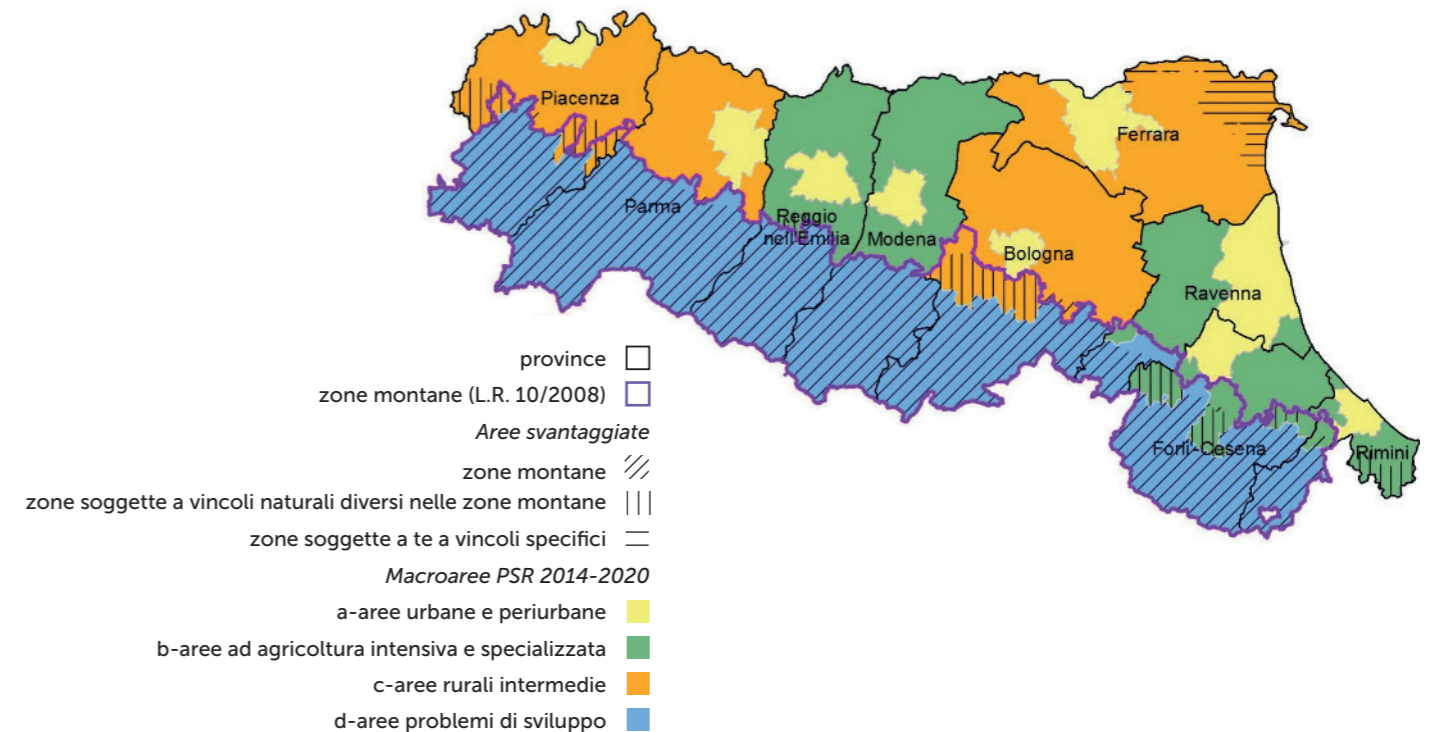 Piacenza
Ferrara
Parma
Reggio
nell'Emilia
Modena
Bologna
Ravenna
Forlì-Cesena
Rimini
province
zone montane (L.R. 10/2008)
Aree svantaggiate
zone montane
zone soggette a vincoli naturali diversi nelle zone montane
zone soggette a te a vincoli specifici
Macroaree PSR 2014-2020
a-aree urbane e periurbane
b-aree ad agricoltura intensiva e specializzata
c-aree rurali intermedie
d-aree problemi di sviluppo